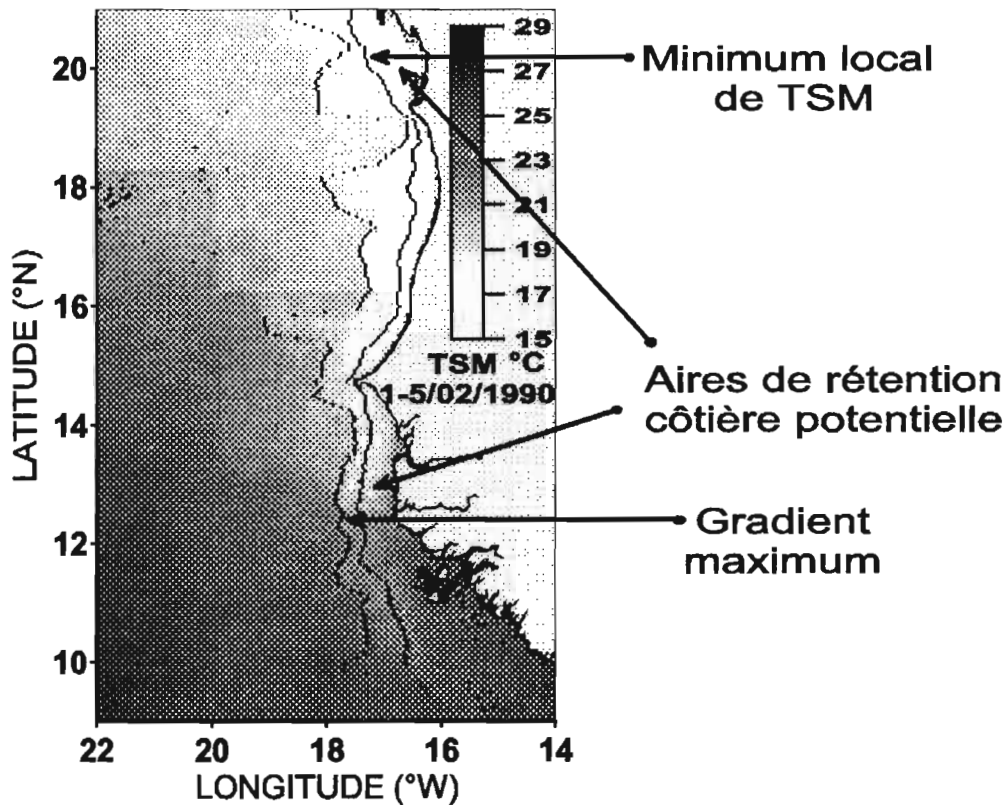 29
27
25
23
21
19
17
15
TSM °C
1-5/02/1990
Minimum local
de TSM
Aires de rétention
côtière potentielle
Gradient
maximum
LATITUDE (°N)
20
18
16
14
12
10
22
20
18
16
14
LONGITUDE (°W)